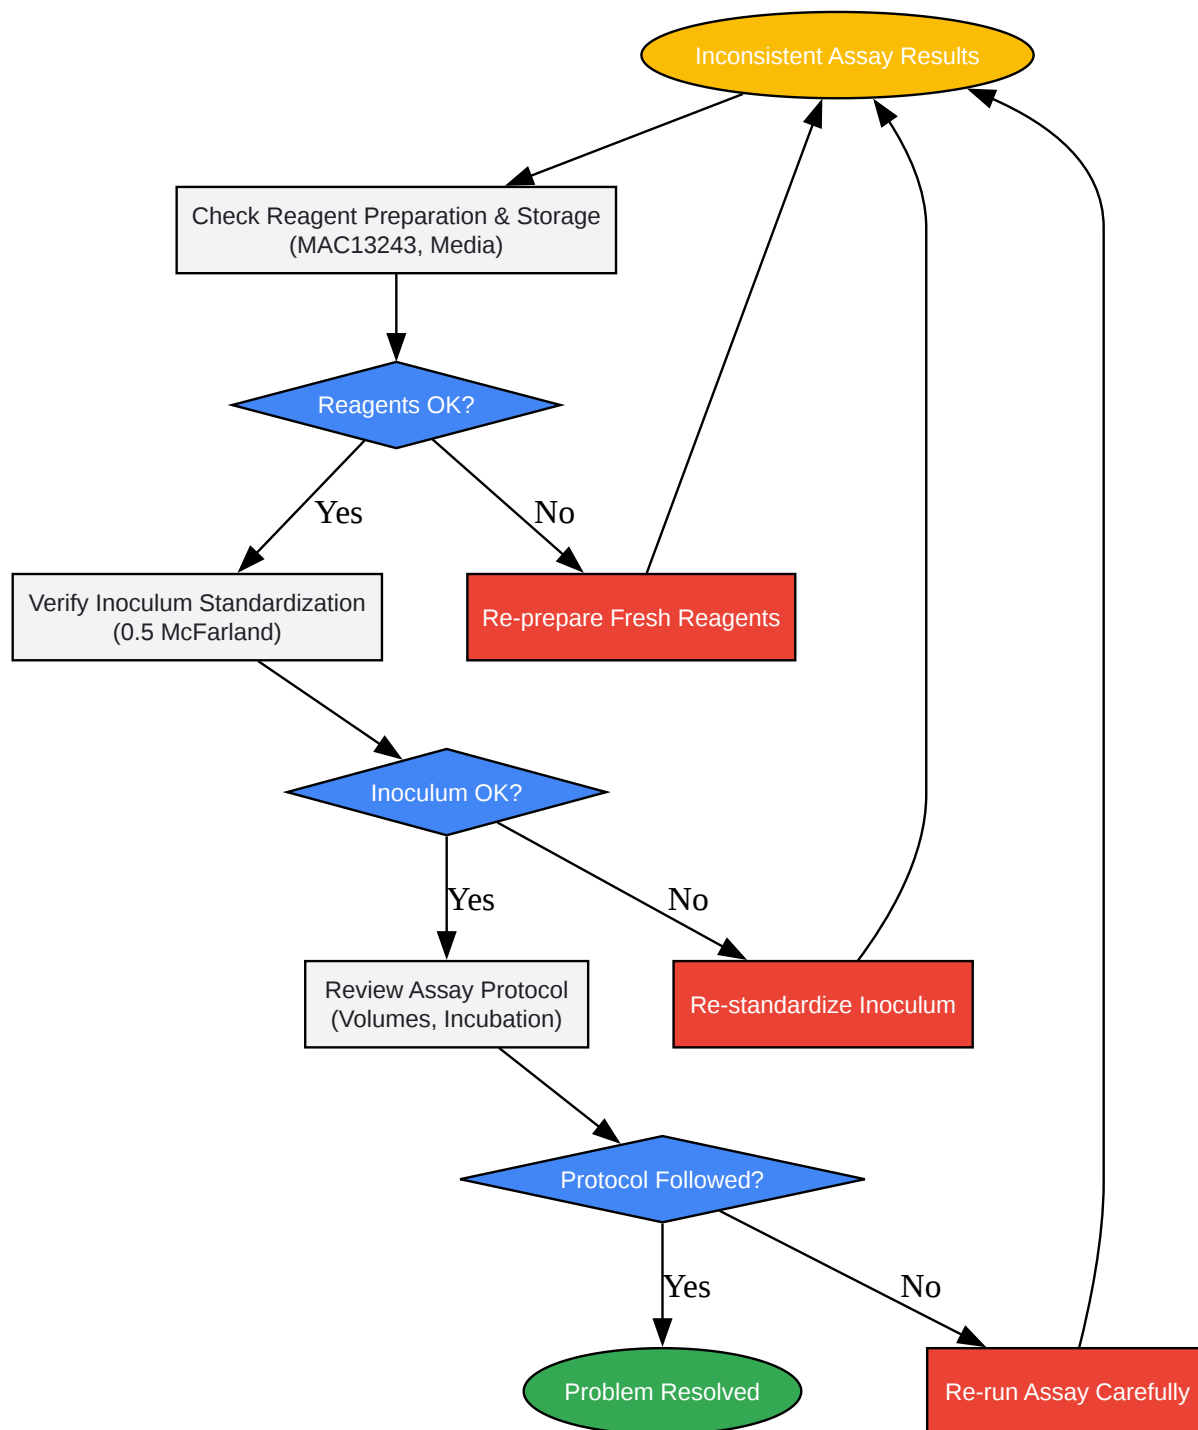 Inconsistent Assay Results
Check Reagent Preparation & Storage
(MAC13243, Media)
Reagents OK?
Yes
No
Verify Inoculum Standardization
(0.5 McFarland)
Re-prepare Fresh Reagents
Inoculum OK?
Yes
No
Review Assay Protocol
(Volumes, Incubation)
Re-standardize Inoculum
Protocol Followed?
Yes
No
Problem Resolved
Re-run Assay Carefully